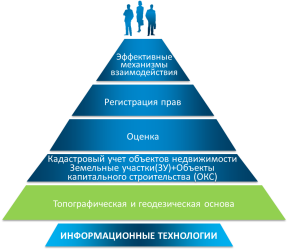 Эффективные
механизмы
взаимодействия
Регистрация прав
Оценка
Кадастровый учет объектов недвижимости
Земельные участки(ЗУ)+Объекты
капитального строительства (ОКС)
Топографическая и геодезическая основа
ИНФОРМАЦИОННЫЕ ТЕХНОЛОГИИ